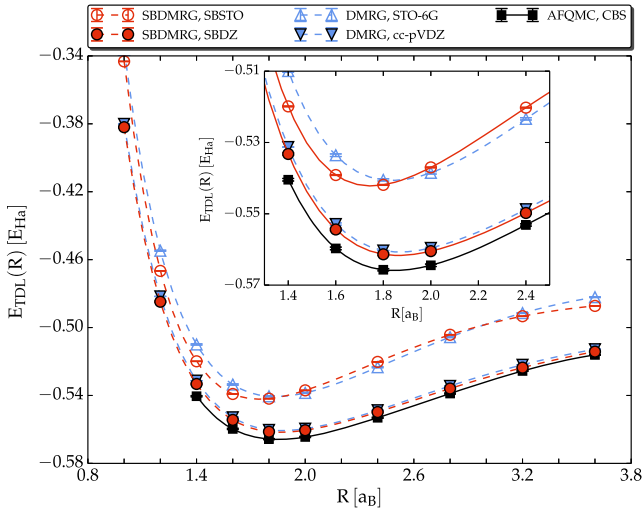 SBDMRG, SBSTO DMRG, STO-6G AFQMC, CBS
SBDMRG, SBDZ DMRG, cc-pVDZ
−0.34
−0.38
−0.42
−0.46
−0.50
−0.54
−0.58
E_TDL(R) [E_Ha]
−0.51
−0.53
−0.55
−0.57
E_TDL(R) [E_Ha]
1.4 1.6 1.8 2.0 2.2 2.4
R[a_B]
0.8 1.4 2.0 2.6 3.2 3.8
R [a_B]